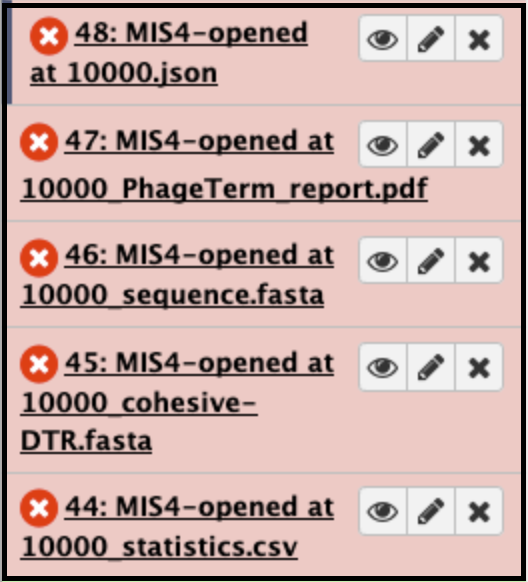 48: MIS4-opened
at 10000.json
47: MIS4-opened at
10000_PhageTerm_report.pdf
46: MIS4-opened at
10000_sequence.fasta
45: MIS4-opened at
10000_cohesive-
DTR.fasta
44: MIS4-opened at
10000_statistics.csv